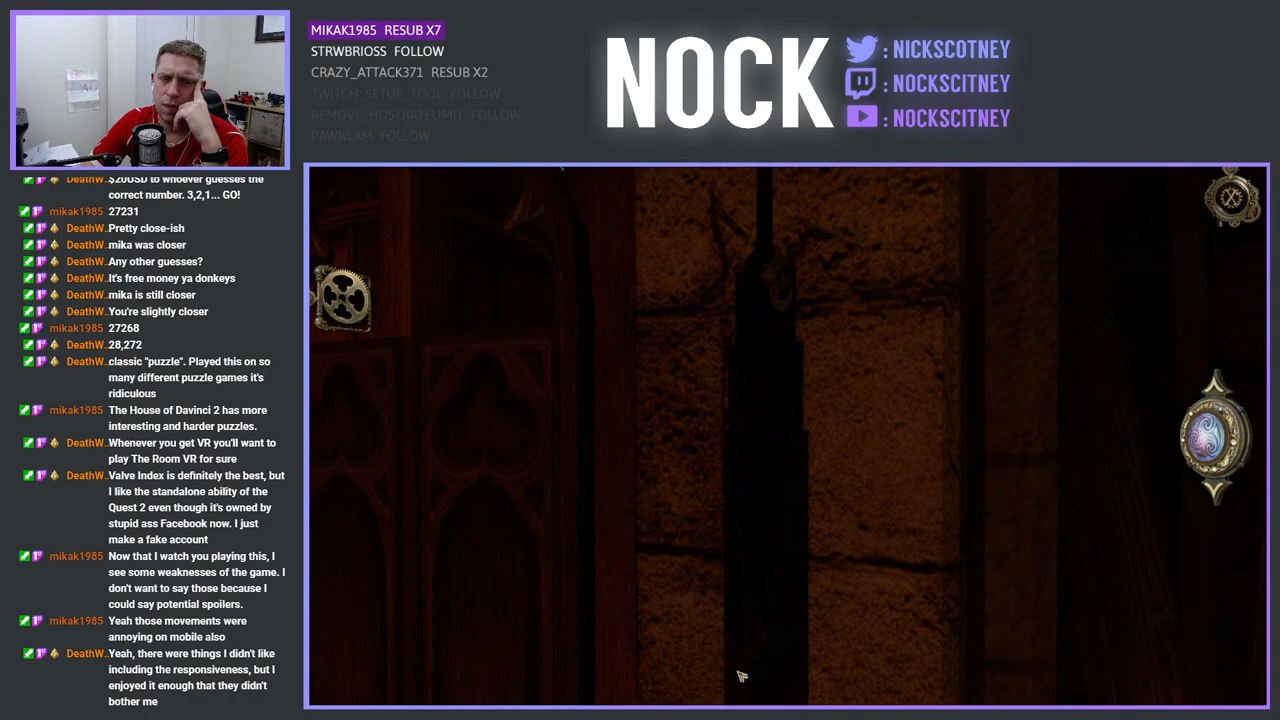 MIKAK1985 RESUB X7
STRWBRIOSS FOLLOW
CRAZY_ATTACK371 RESUB X2
TWITCH_SETUP_TOOL FOLLOW
REMOVE_HOSTRATELIMIT FOLLOW
PAWNLAM FOLLOW
NOCK
: NICKSCOTNEY
: NOCKSCITNEY
: NOCKSCITNEY
DeathW.. $20USD to whoever guesses the
correct number. 3,2,1... GO!
mikak1985 27231
DeathW.. Pretty close-ish
DeathW.. mika was closer
DeathW.. Any other guesses?
DeathW.. It's free money ya donkeys
DeathW.. mika is still closer
DeathW.. You're slightly closer
mikak1985 27268
DeathW.. 28,272
DeathW.. classic "puzzle". Played this on so
many different puzzle games it's
ridiculous
mikak1985 The House of Davinci 2 has more
interesting and harder puzzles.
DeathW.. Whenever you get VR you'll want to
play The Room VR for sure
DeathW.. Valve Index is definitely the best, but
I like the standalone ability of the
Quest 2 even though it's owned by
stupid ass Facebook now. I just
make a fake account
mikak1985 Now that I watch you playing this, I
see some weaknesses of the game. I
don't want to say those because I
could say potential spoilers.
mikak1985 Yeah those movements were
annoying on mobile also
DeathW.. Yeah, there were things I didn't like
including the responsiveness, but I
enjoyed it enough that they didn't
bother me